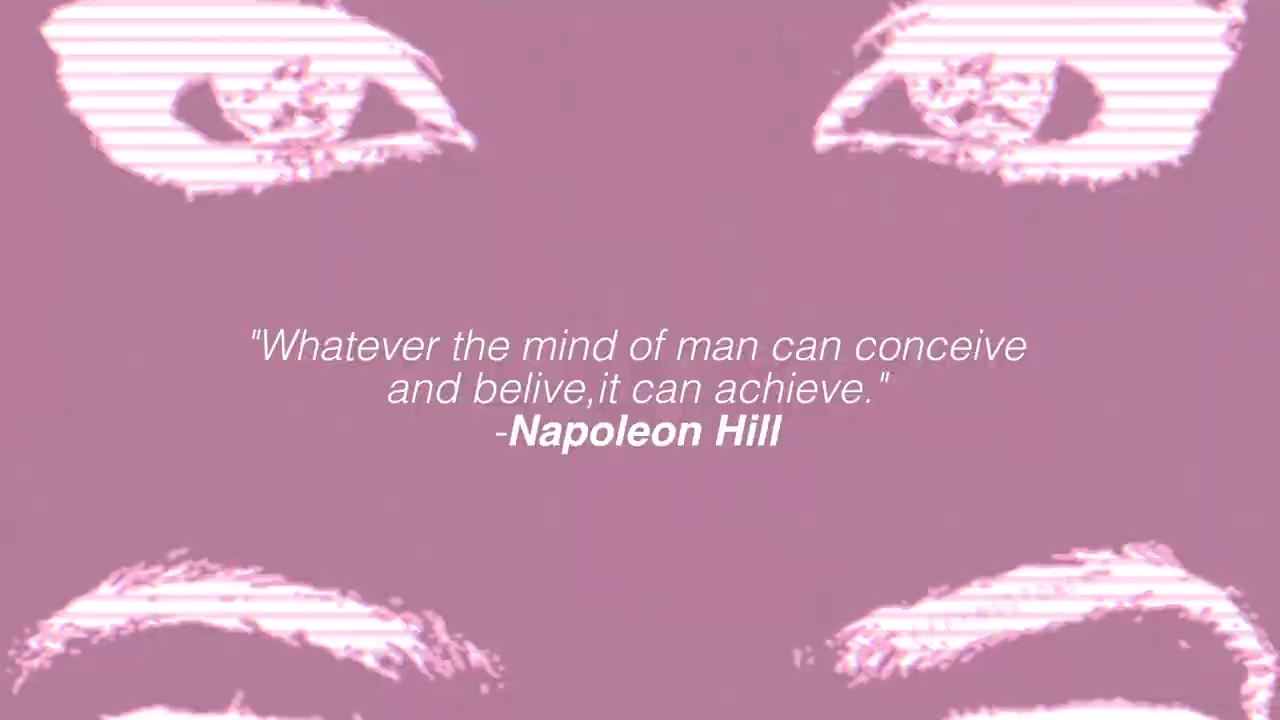 "Whatever the mind of man can conceive
and belive,it can achieve."
-Napoleon Hill